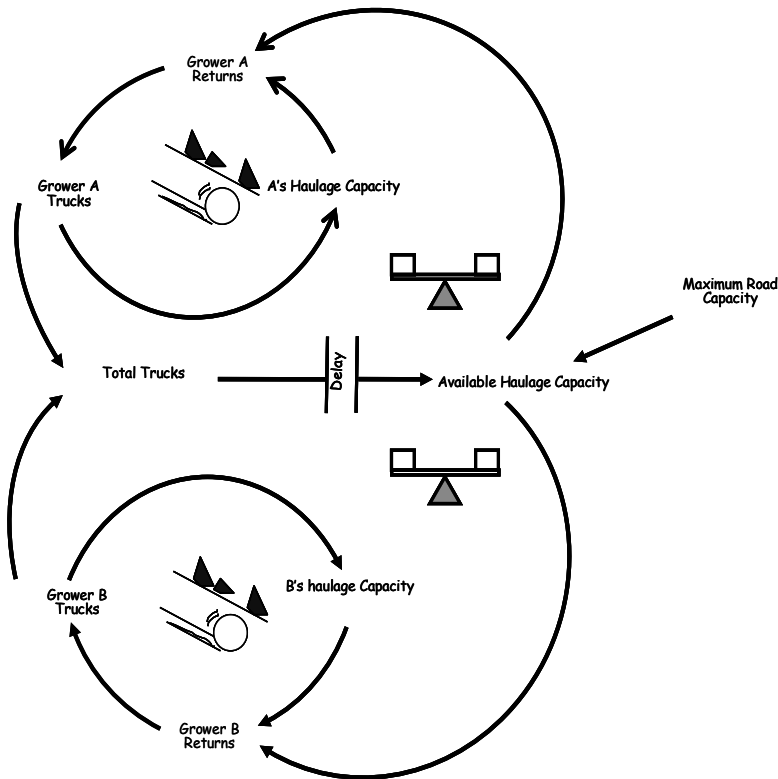 Grower A
Returns
Grower A
Trucks
A's Haulage Capacity
Maximum Road
Capacity
Total Trucks
Delay
Available Haulage Capacity
Grower B
Trucks
B's haulage Capacity
Grower B
Returns